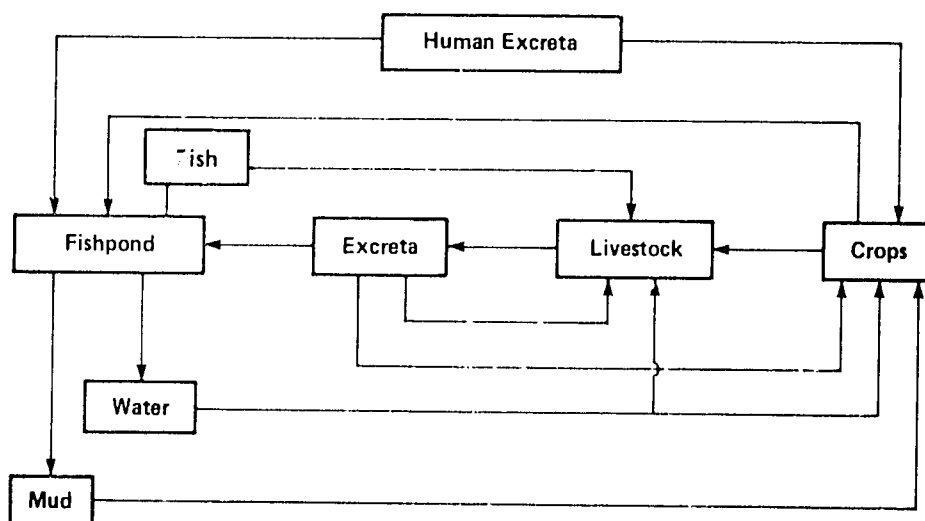 Human Excreta
Fish
Fishpond
Excreta
Livestock
Crops
Water
Mud